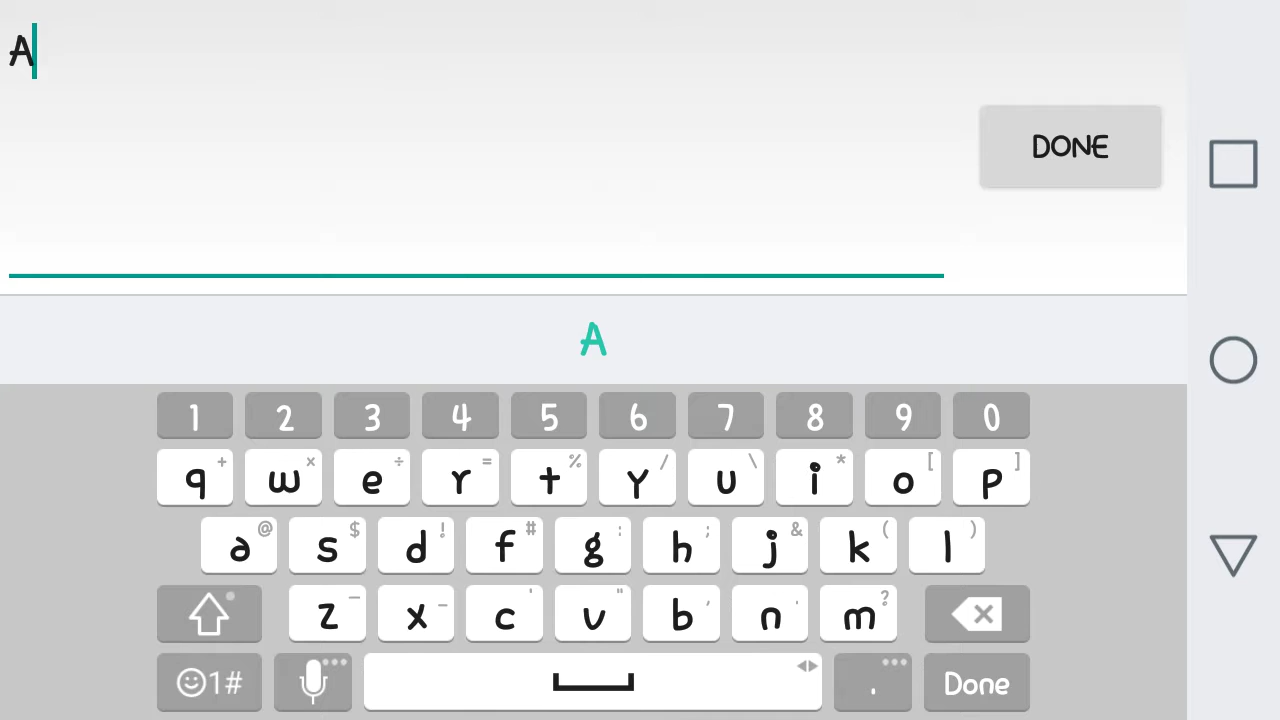 A
DONE
A
1 2 3 4 5 6 7 8 9 0
q + w × e ÷ r = t % y / u \ i * o [ p ]
a @ s $ d ! f # g : h ; j & k ( l )
z – x - c ' v " b , n . m ?
1# . Done